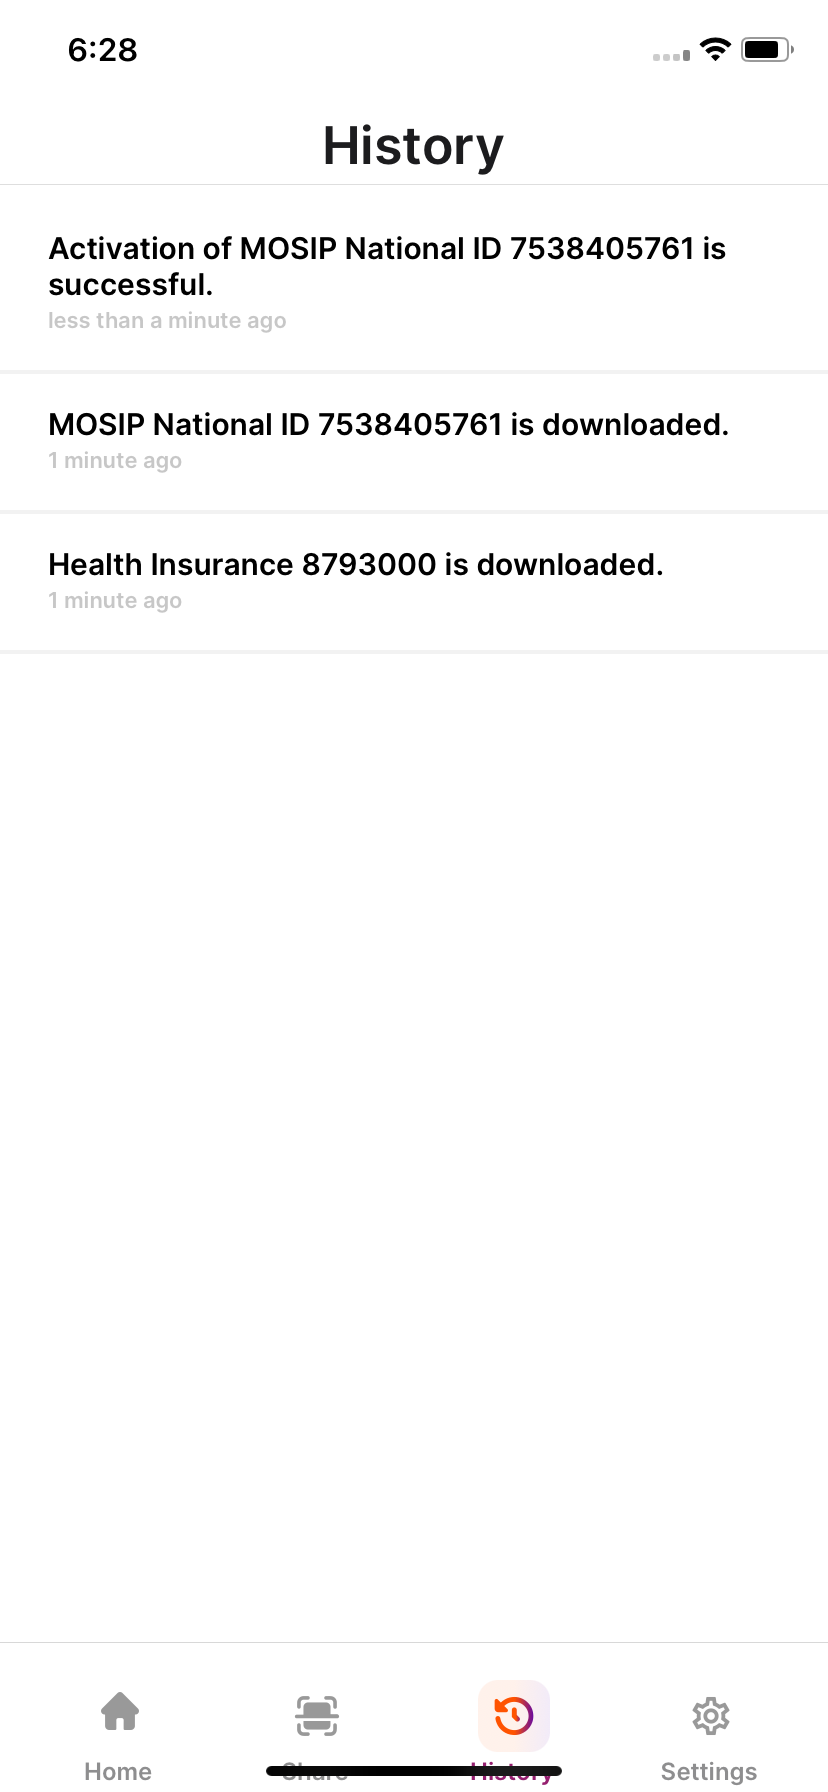 6:28
History
Activation of MOSIP National ID 7538405761 is
successful.
less than a minute ago
MOSIP National ID 7538405761 is downloaded.
1 minute ago
Health Insurance 8793000 is downloaded.
1 minute ago
Home
Share
History
Settings